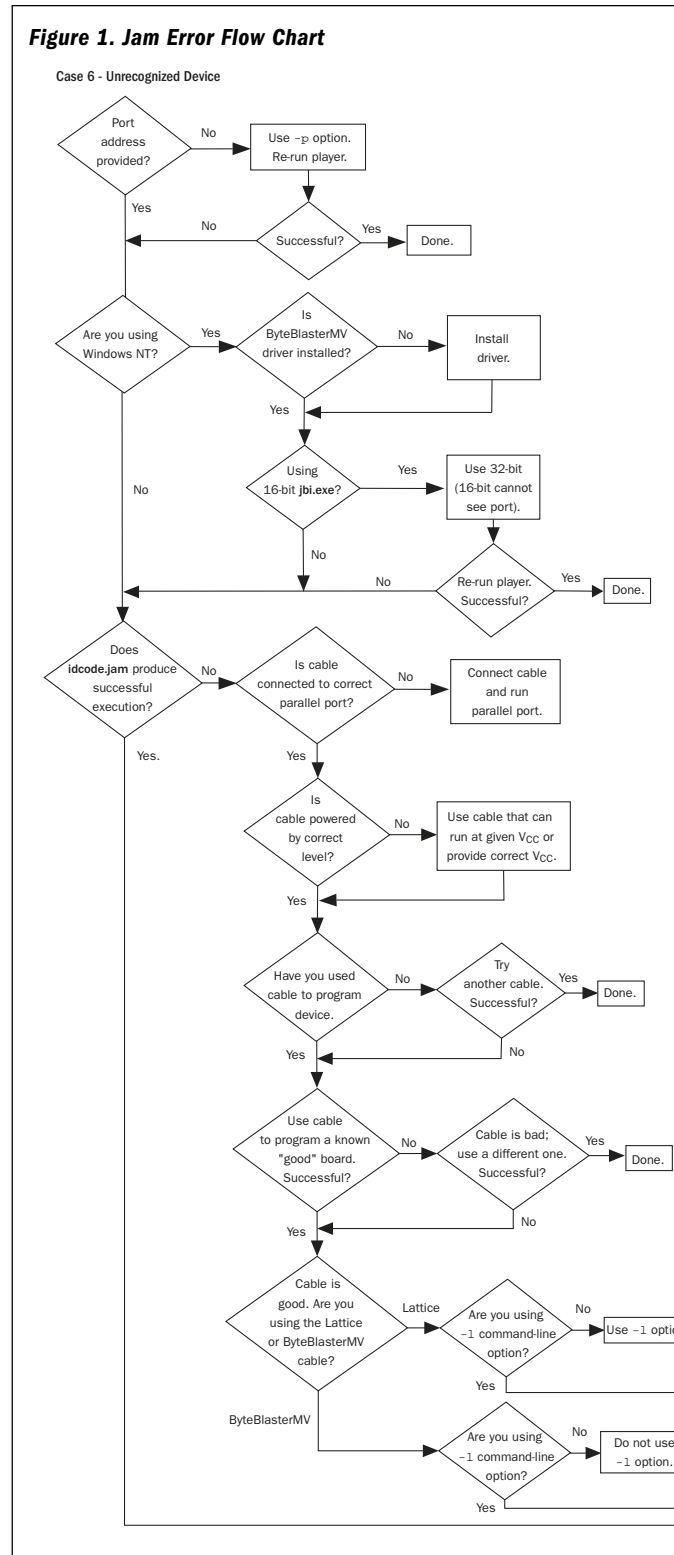 Figure 1. Jam Error Flow Chart
Case 6 - Unrecognized Device
Port
address
provided?
No
Use -p option.
Re-run player.
Yes
No
Successful?
Yes
Done.
Are you using
Windows NT?
Yes
Is
ByteBlasterMV
driver installed?
No
Install
driver.
Yes
No
Using
16-bit jbi.exe?
Yes
Use 32-bit
(16-bit cannot
see port).
No
No
Re-run player.
Successful?
Yes
Done.
Does
idcode.jam produce
successful
execution?
No
Is cable
connected to correct
parallel port?
No
Connect cable
and run
parallel port.
Yes.
Yes
Is
cable powered
by correct
level?
No
Use cable that can
run at given VCC or
provide correct VCC.
Yes
Have you used
cable to program
device.
No
Try
another cable.
Successful?
Yes
Done.
Yes
No
Use cable
to program a known
"good" board.
Successful?
No
Cable is bad;
use a different one.
Successful?
Yes
Done.
Yes
No
Cable is
good. Are you
using the Lattice
or ByteBlasterMV
cable?
Lattice
Are you using
-l command-line
option?
No
Use -l optio
Yes
ByteBlasterMV
Are you using
-l command-line
option?
No
Do not use
-l option.
Yes